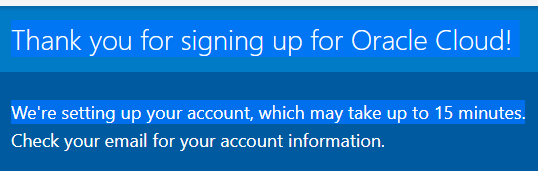 Thank you for signing up for Oracle Cloud!
We're setting up your account, which may take up to 15 minutes.
Check your email for your account information.